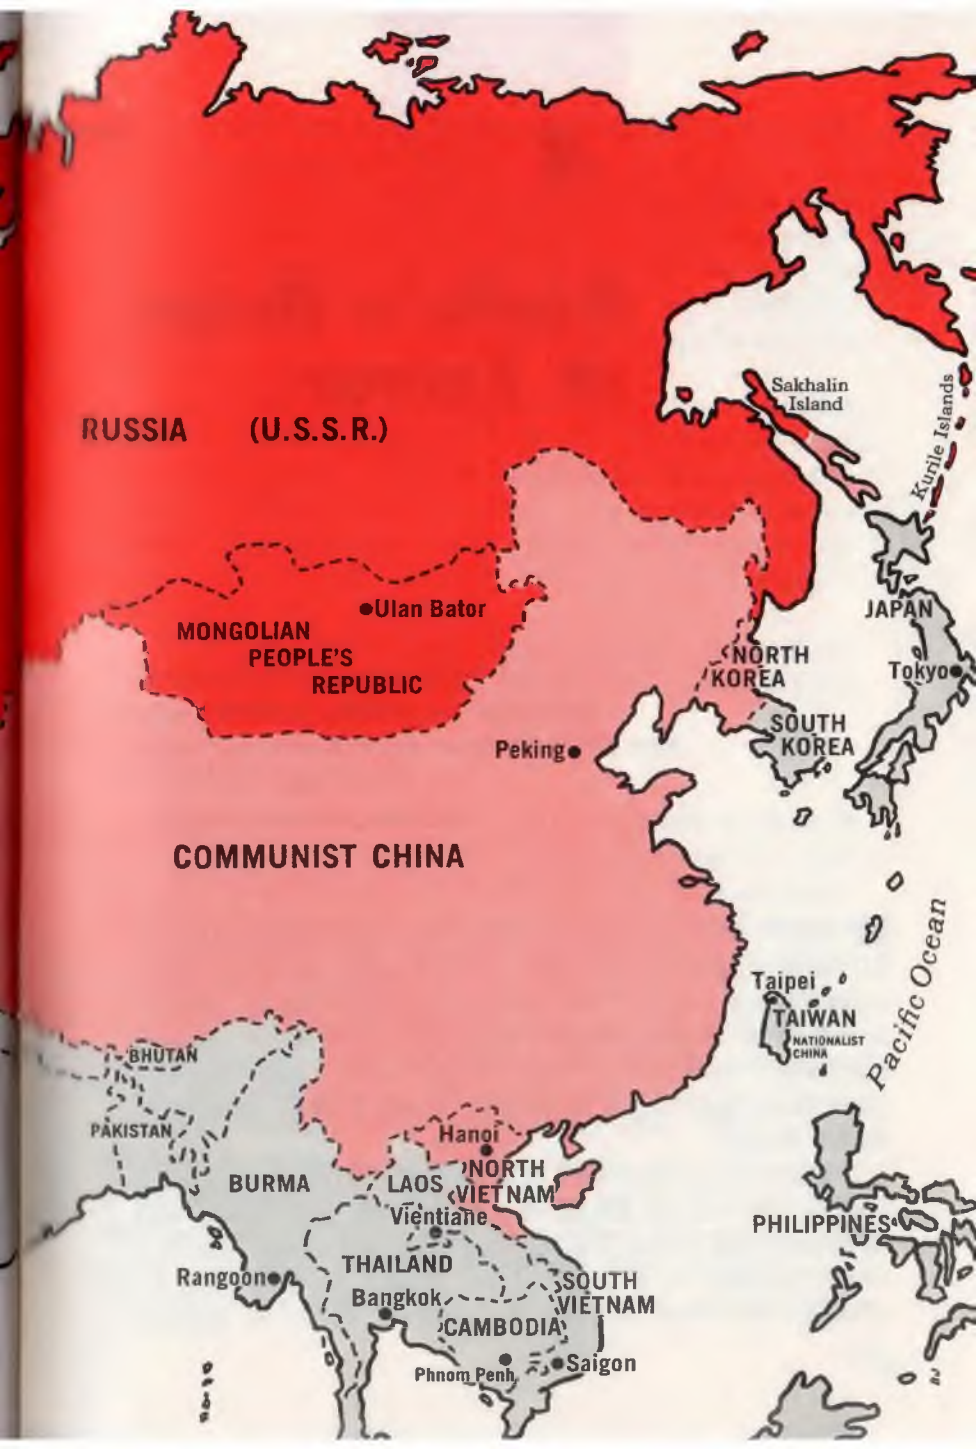 Sakhalin
Island
Kurile Islands
RUSSIA (U.S.S.R.)
Ulan Bator
MONGOLIAN
PEOPLE'S
REPUBLIC
JAPAN
Tokyo
NORTH
KOREA
SOUTH
KOREA
Peking
COMMUNIST CHINA
Pacific Ocean
Taipei
TAIWAN
NATIONALIST
CHINA
BHUTAN
PAKISTAN
Hanoi
NORTH
VIETNAM
BURMA
LAOS
Vientiane
PHILIPPINES
THAILAND
Rangoon
Bangkok
SOUTH
VIETNAM
CAMBODIA
Saigon
Phnom Penh